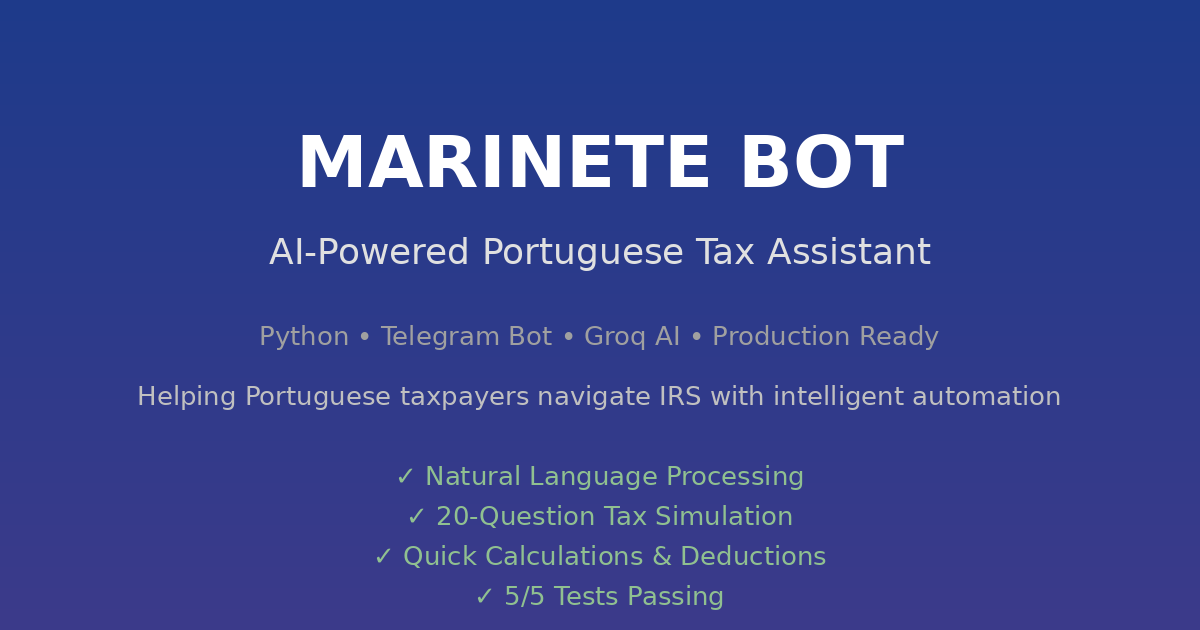 MARINETE BOT
AI-Powered Portuguese Tax Assistant
Python • Telegram Bot • Groq AI • Production Ready
Helping Portuguese taxpayers navigate IRS with intelligent automation
✓ Natural Language Processing
✓ 20-Question Tax Simulation
✓ Quick Calculations & Deductions
✓ 5/5 Tests Passing